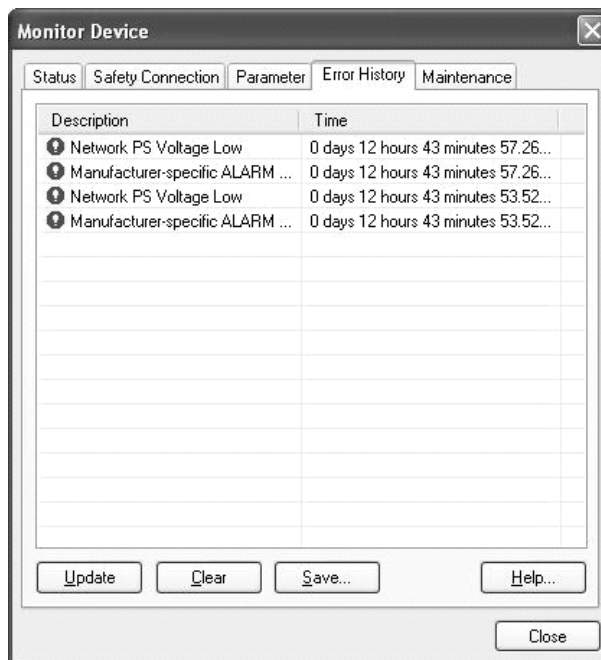 Monitor Device
Status Safety Connection Parameter Error History Maintenance
Description Time
Network PS Voltage Low 0 days 12 hours 43 minutes 57.26...
Manufacturer-specific ALARM ... 0 days 12 hours 43 minutes 57.26...
Network PS Voltage Low 0 days 12 hours 43 minutes 53.52...
Manufacturer-specific ALARM ... 0 days 12 hours 43 minutes 53.52...
Update Clear Save... Help...
Close